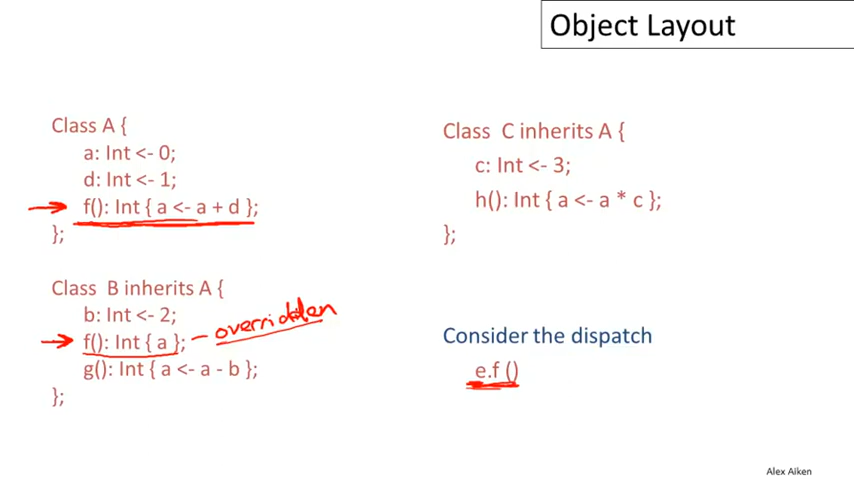 Object Layout
Class A {
a: Int <- 0;
d: Int <- 1;
f(): Int { a <- a + d };
};
Class B inherits A {
b: Int <- 2;
f(): Int { a }; - overridden
g(): Int { a <- a - b };
};
Class C inherits A {
c: Int <- 3;
h(): Int { a <- a * c };
};
Consider the dispatch
e.f ()
Alex Aiken